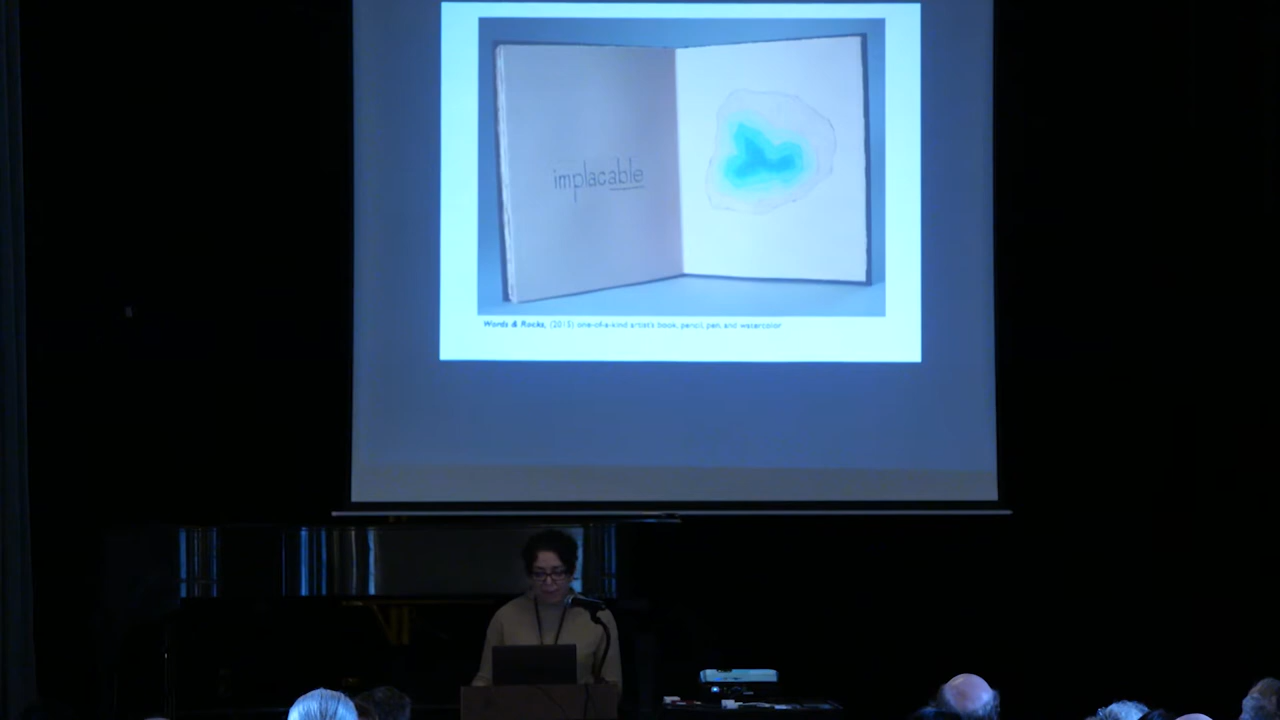 implacable
Words & Rocks, (2015) one-of-a-kind artist's book, pencil, pen, and watercolor